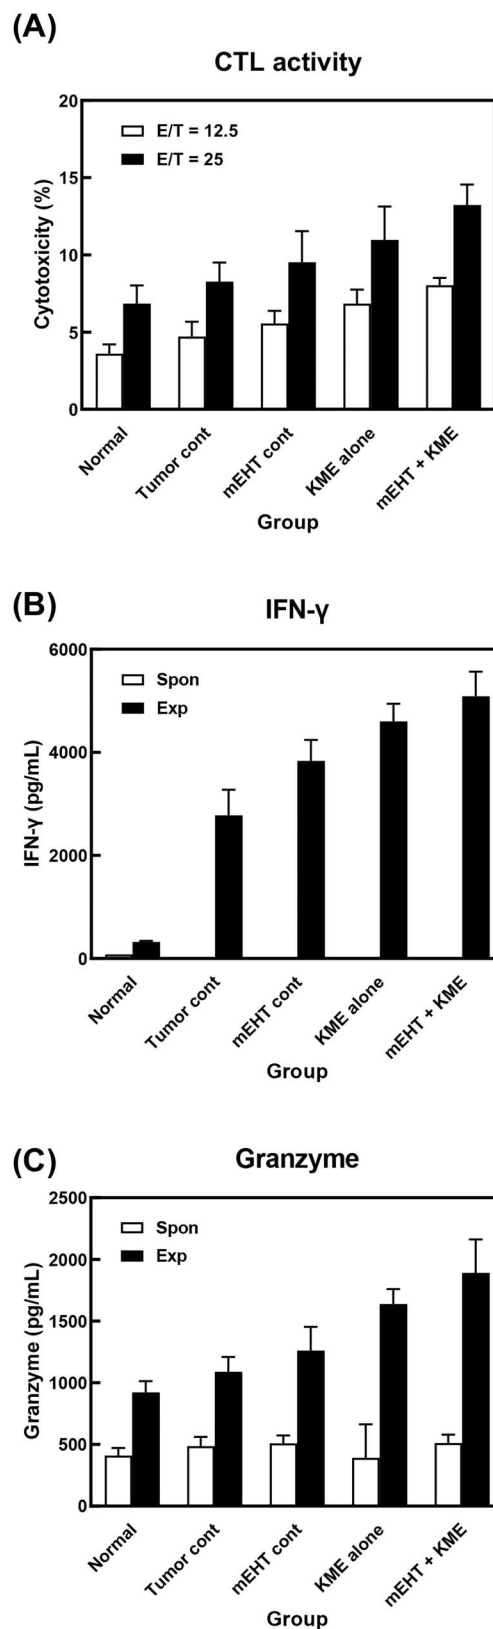 (A)
CTL activity
20
15
10
5
0
Cytotoxicity (%)
E/T = 12.5
E/T = 25
Normal
Tumor cont
mEHT cont
KME alone
mEHT + KME
Group
(B)
IFN-γ
6000
4000
2000
0
IFN-γ (pg/mL)
Spon
Exp
Normal
Tumor cont
mEHT cont
KME alone
mEHT + KME
Group
(C)
Granzyme
2500
2000
1500
1000
500
0
Granzyme (pg/mL)
Spon
Exp
Normal
Tumor cont
mEHT cont
KME alone
mEHT + KME
Group